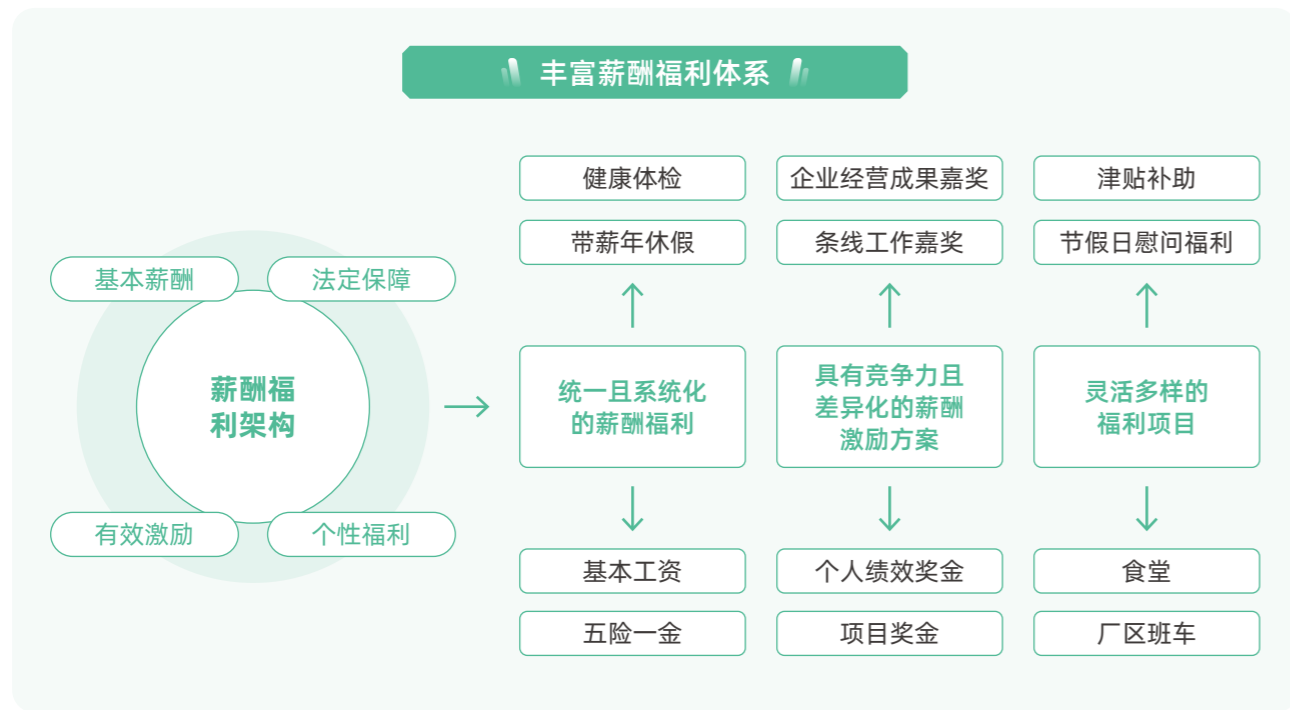 丰富薪酬福利体系
基本薪酬
法定保障
薪酬福
利架构
有效激励
个性福利
健康体检
企业经营成果嘉奖
津贴补助
带薪年休假
条线工作嘉奖
节假日慰问福利
统一且系统化
的薪酬福利
具有竞争力且
差异化的薪酬
激励方案
灵活多样的
福利项目
基本工资
个人绩效奖金
食堂
五险一金
项目奖金
厂区班车